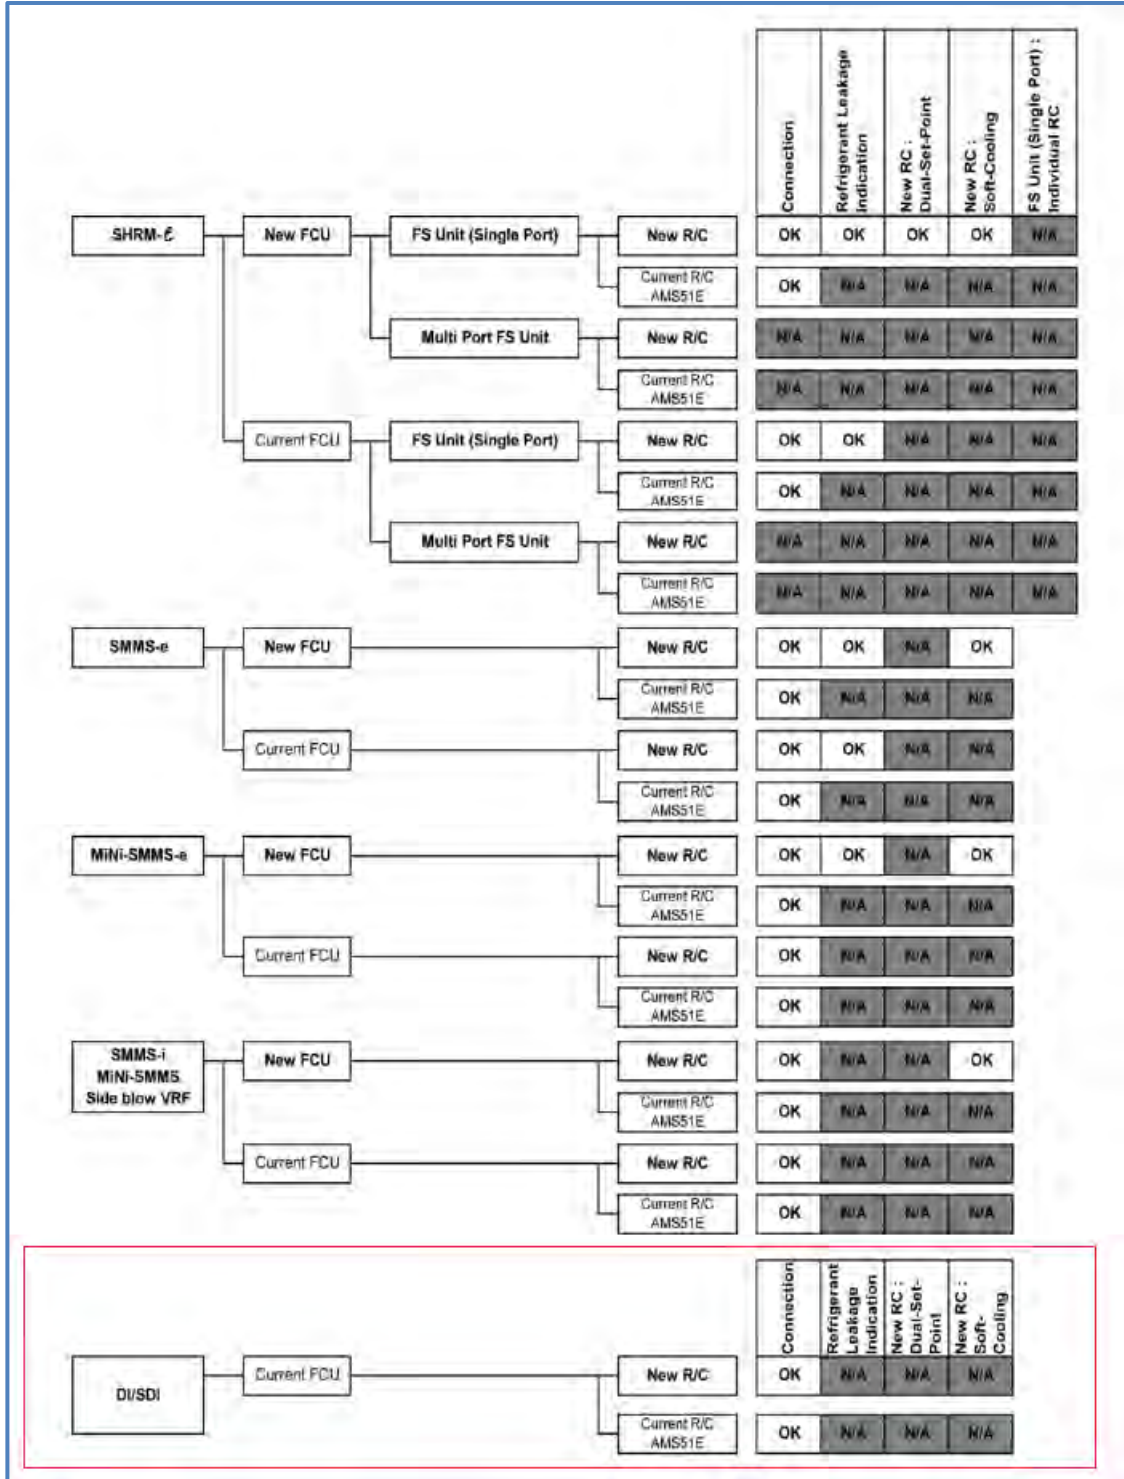 Connection
Refrigerant Leakage
Indication
New RC :
Dual-Set-Point
New RC :
Soft-Cooling
FS Unit (Single Port) :
Individual RC
SHRM-ℓ New FCU FS Unit (Single Port) New R/C OK OK OK OK N/A
Current R/C
AMS51E OK N/A N/A N/A N/A
Multi Port FS Unit New R/C N/A N/A N/A N/A N/A
Current R/C
AMS51E N/A N/A N/A N/A N/A
Current FCU FS Unit (Single Port) New R/C OK OK N/A N/A N/A
Current R/C
AMS51E OK N/A N/A N/A N/A
Multi Port FS Unit New R/C N/A N/A N/A N/A N/A
Current R/C
AMS51E N/A N/A N/A N/A N/A
SMMS-e New FCU New R/C OK OK N/A OK
Current R/C
AMS51E OK N/A N/A N/A
Current FCU New R/C OK OK N/A N/A
Current R/C
AMS51E OK N/A N/A N/A
MiNi-SMMS-e New FCU New R/C OK OK N/A OK
Current R/C
AMS51E OK N/A N/A N/A
Current FCU New R/C OK N/A N/A N/A
Current R/C
AMS51E OK N/A N/A N/A
SMMS-i
MiNi-SMMS
Side blow VRF
New FCU New R/C OK N/A N/A OK
Current R/C
AMS51E OK N/A N/A N/A
Current FCU New R/C OK N/A N/A N/A
Current R/C
AMS51E OK N/A N/A N/A
Connection
Refrigerant
Leakage
Indication
New RC :
Dual-Set-
Point
New RC :
Soft-
Cooling
DI/SDI Current FCU New R/C OK N/A N/A N/A
Current R/C
AMS51E OK N/A N/A N/A